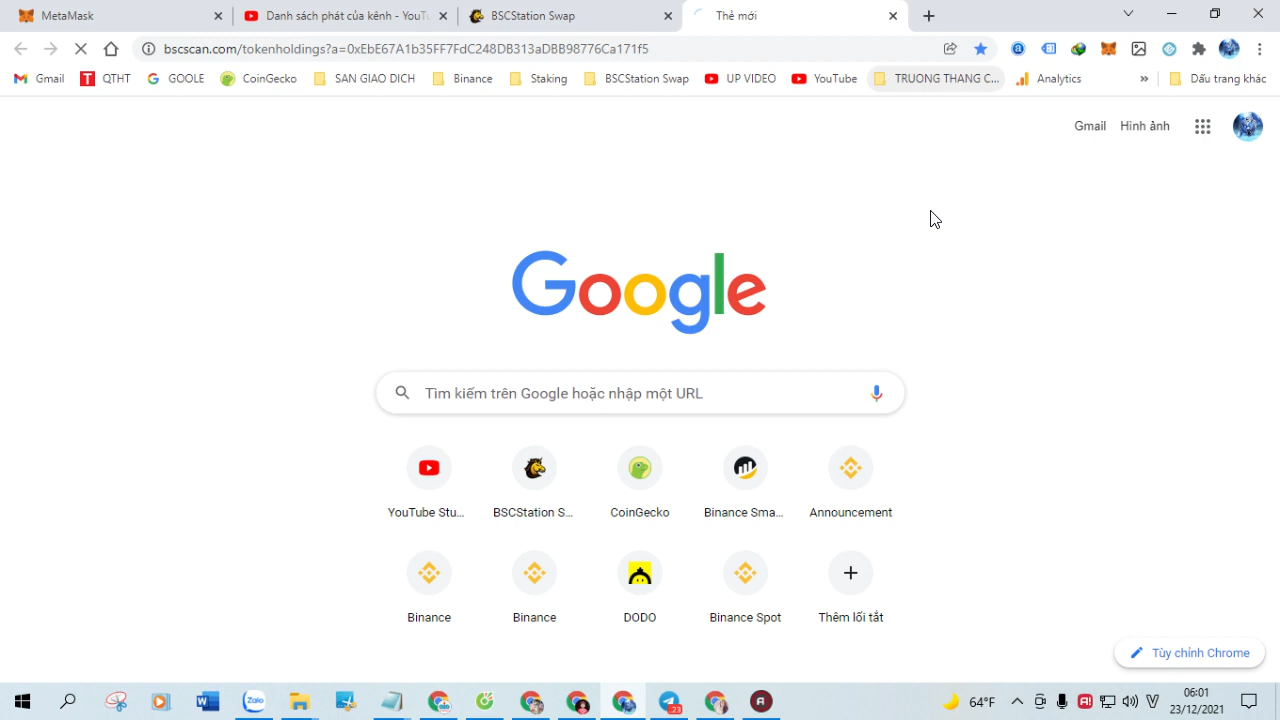 MetaMask
Danh sách phát của kênh - YouT
BSCStation Swap
Thẻ mới
bscscan.com/tokenholdings?a=0xEbE67A1b35FF7FdC248DB313aDBB98776Ca171f5
Gmail
QTHT
GOOLE
CoinGecko
SAN GIAO DICH
Binance
Staking
BSCStation Swap
UP VIDEO
YouTube
TRUONG THANG C...
Analytics
»
Dấu trang khác
Gmail
Hình ảnh
Google
Tìm kiếm trên Google hoặc nhập một URL
YouTube Stu...
BSCStation S...
CoinGecko
Binance Sma...
Announcement
Binance
Binance
DODO
Binance Spot
Thêm lối tắt
Tùy chỉnh Chrome
Zalo
23
64°F
06:01
23/12/2021